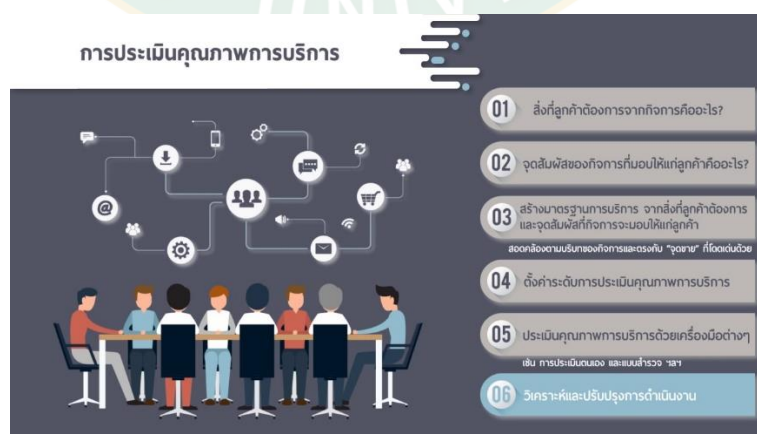 การประเมินคุณภาพการบริการ
01 สิ่งที่ลูกค้าต้องการจากกิจการคืออะไร?
02 จุดสัมผัสของกิจการที่มอบให้แก่ลูกค้าคืออะไร?
03 สร้างมาตรฐานการบริการ จากสิ่งที่ลูกค้าต้องการ
และจุดสัมผัสที่กิจการจะมอบให้แก่ลูกค้า
สอดคล้องตามบริบทของกิจการและตรงกับ "จุดขาย" ที่โดดเด่นด้วย
04 ตั้งค่าระดับการประเมินคุณภาพการบริการ
05 ประเมินคุณภาพการบริการด้วยเครื่องมือต่างๆ
เช่น การประเมินตนเอง และแบบสำรวจ ฯลฯ
06 วิเคราะห์และปรับปรุงการดำเนินงาน